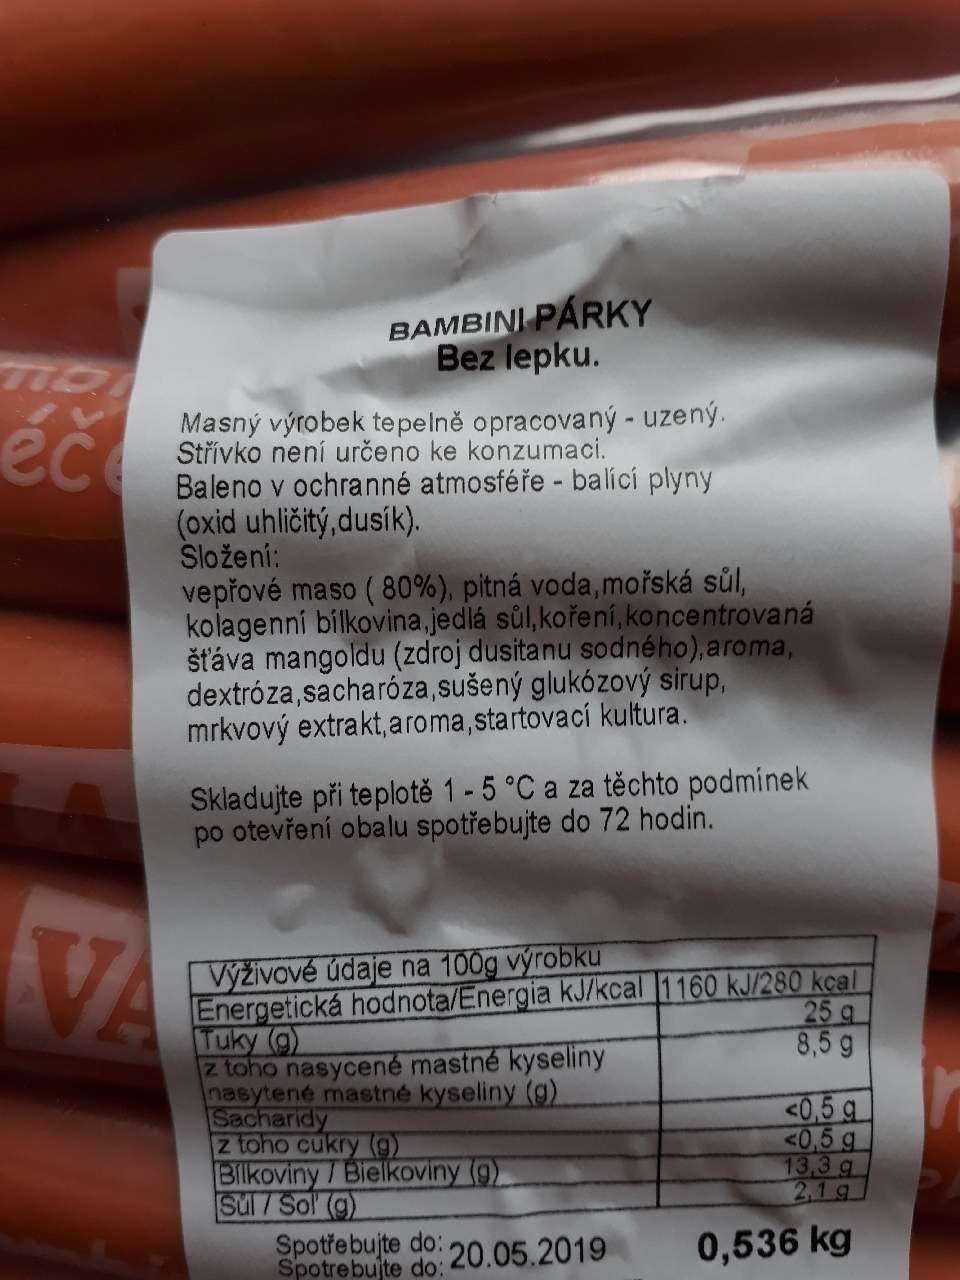 BAMBINI PÁRKY
Bez lepku.
Masný výrobek tepelně opracovaný - uzený.
Střívko není určeno ke konzumaci.
Baleno v ochranné atmosféře - balící plyny
(oxid uhličitý,dusík).
Složení:
vepřové maso ( 80%), pitná voda,mořská sůl,
kolagenní bílkovina,jedlá sůl,koření,koncentrovaná
šťáva mangoldu (zdroj dusitanu sodného),aroma,
dextróza,sacharóza,sušený glukózový sirup,
mrkvový extrakt,aroma,startovací kultura.
Skladujte při teplotě 1 - 5 °C a za těchto podmínek
po otevření obalu spotřebujte do 72 hodin.
Výživové údaje na 100g výrobku
Energetická hodnota/Energia kJ/kcal 1160 kJ/280 kcal
Tuky (g) 25 g
z toho nasycené mastné kyseliny 8,5 g
nasytené mastné kyseliny (g)
Sacharidy <0,5 g
z toho cukry (g) <0,5 g
Bílkoviny / Bielkoviny (g) 13,3 g
Sůl / Soľ (g) 2,1 g
Spotřebujte do: 20.05.2019 0,536 kg
Spotrebujte do: